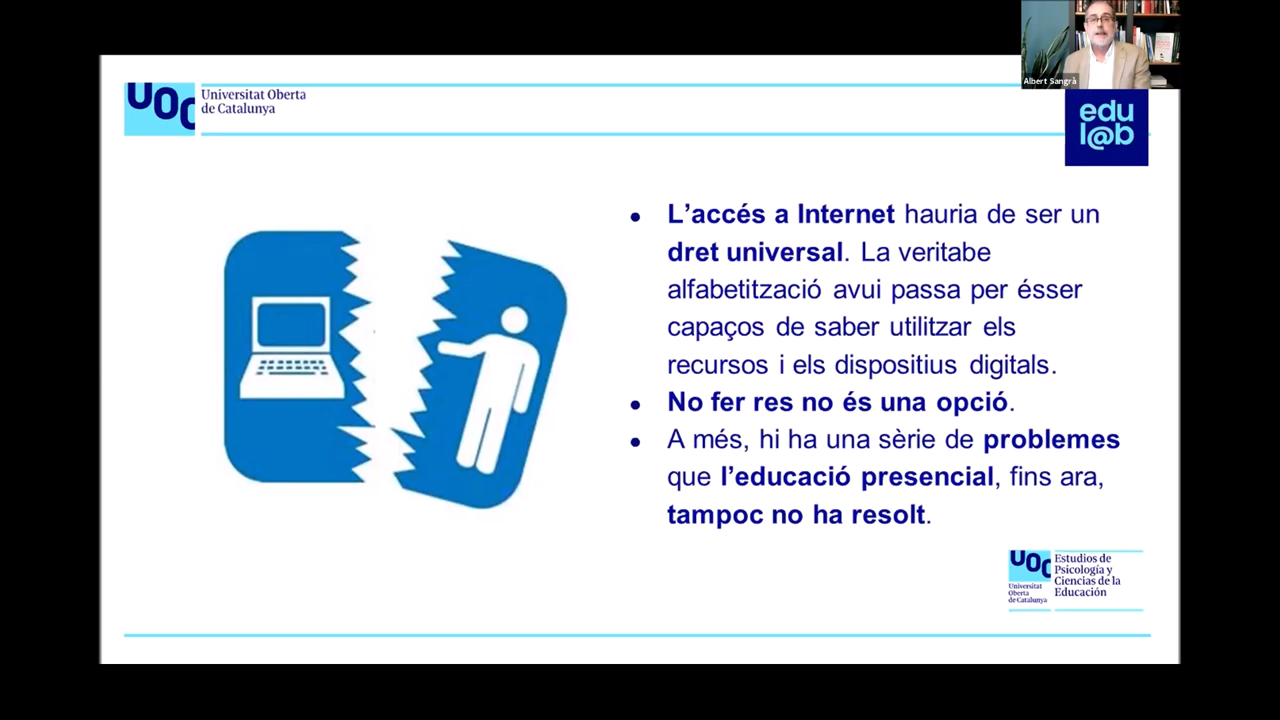 Albert Sangrà
UOC
Universitat Oberta
de Catalunya
edu
l@b
● L’accés a Internet hauria de ser un
dret universal. La veritabe
alfabetització avui passa per ésser
capaços de saber utilitzar els
recursos i els dispositius digitals.
● No fer res no és una opció.
● A més, hi ha una sèrie de problemes
que l’educació presencial, fins ara,
tampoc no ha resolt.
UOC
Universitat
Oberta
de Catalunya
Estudios de
Psicología y
Ciencias de la
Educación